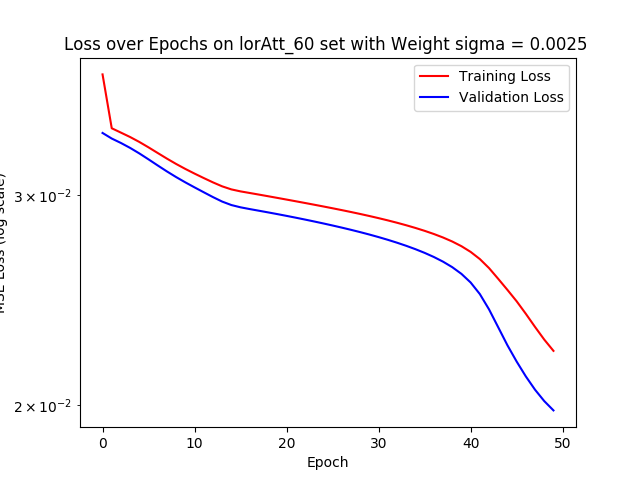 Loss over Epochs on lorAtt_60 set with Weight sigma = 0.0025
Training Loss
Validation Loss
MSE Loss (log scale)
3 × 10⁻²
2 × 10⁻²
0 10 20 30 40 50
Epoch